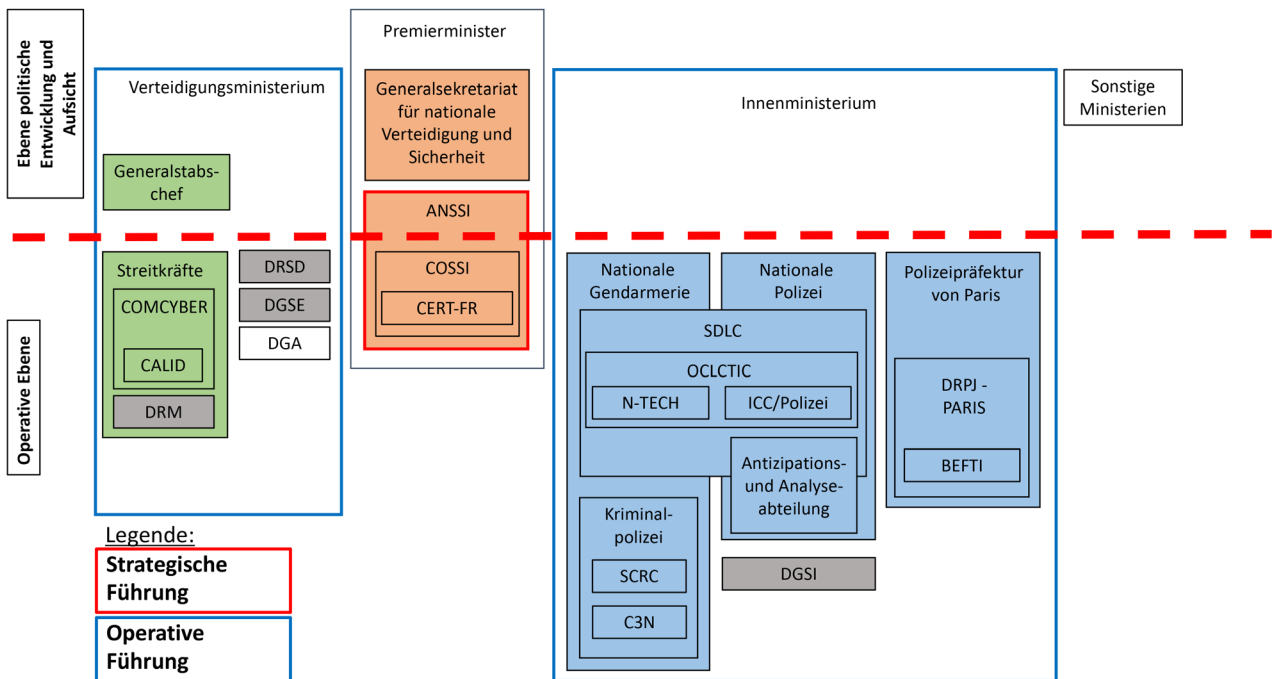 Ebene politische
Entwicklung und
Aufsicht
Operative Ebene
Verteidigungsministerium
Generalstabs-
chef
Streitkräfte
COMCYBER
CALID
DRM
DRSD
DGSE
DGA
Premierminister
Generalsekretariat
für nationale
Verteidigung und
Sicherheit
ANSSI
COSSI
CERT-FR
Innenministerium
Nationale
Gendarmerie
Nationale
Polizei
SDLC
OCLCTIC
N-TECH
ICC/Polizei
Antizipations-
und Analyse-
abteilung
Kriminal-
polizei
SCRC
C3N
DGSI
Polizeipräfektur
von Paris
DRPJ -
PARIS
BEFTI
Sonstige
Ministerien
Legende:
Strategische
Führung
Operative
Führung